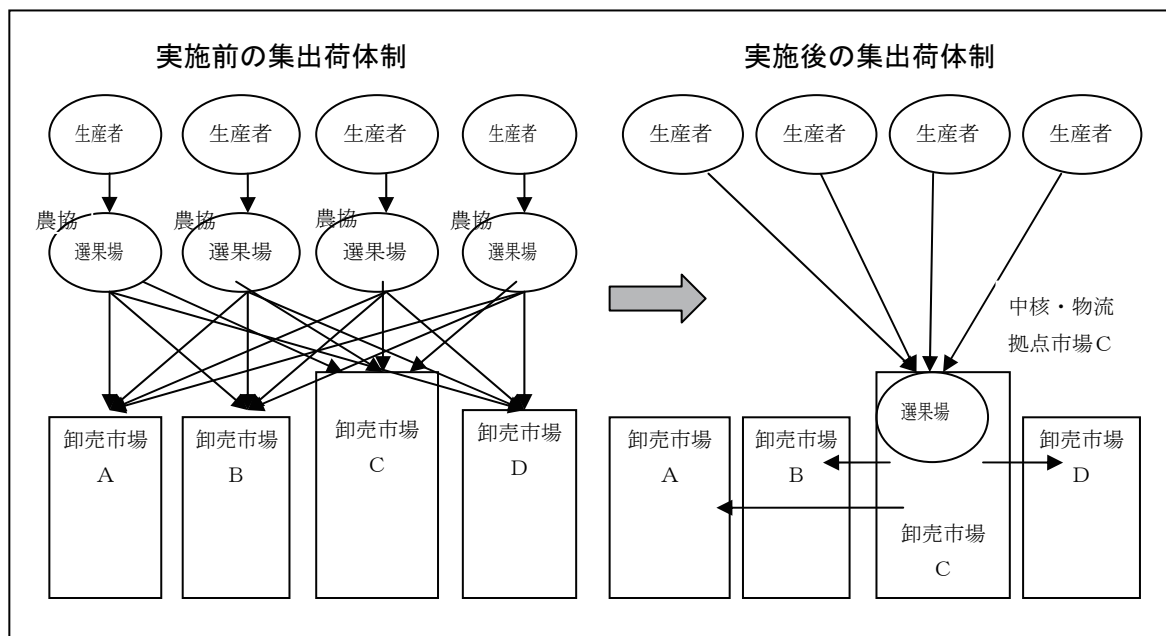 実施前の集出荷体制
生産者
生産者
生産者
生産者
農協
農協
農協
農協
選果場
選果場
選果場
選果場
卸売市場
A
卸売市場
B
卸売市場
C
卸売市場
D
実施後の集出荷体制
生産者
生産者
生産者
生産者
中核・物流
拠点市場C
選果場
卸売市場
A
卸売市場
B
卸売市場
C
卸売市場
D